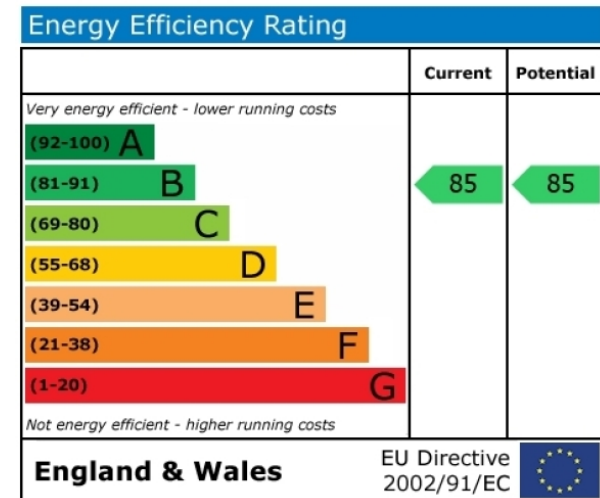 Energy Efficiency Rating
Current Potential
Very energy efficient - lower running costs
(92-100) A
(81-91) B 85 85
(69-80) C
(55-68) D
(39-54) E
(21-38) F
(1-20) G
Not energy efficient - higher running costs
England & Wales
EU Directive
2002/91/EC